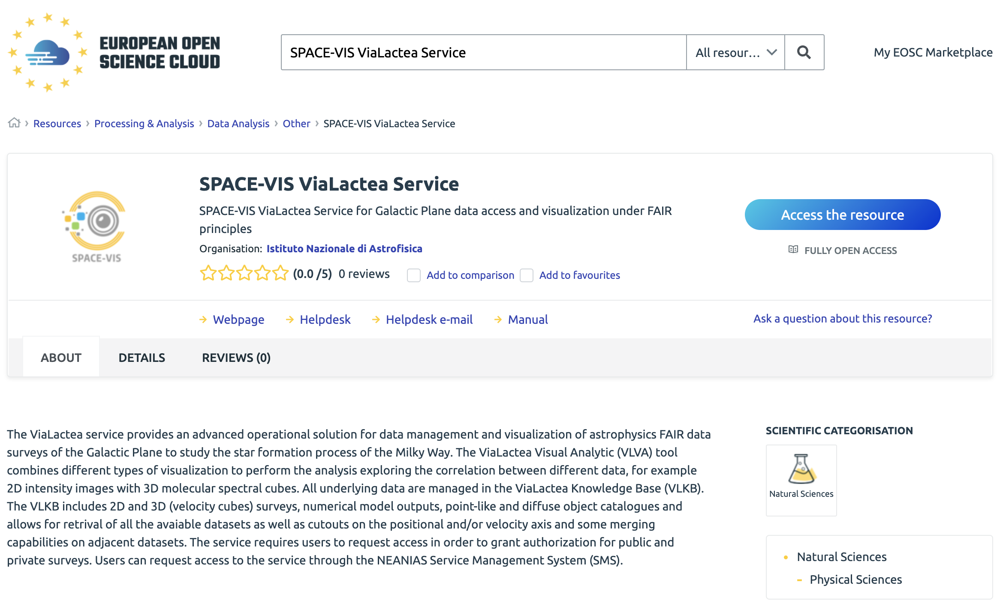 EUROPEAN OPEN
SCIENCE CLOUD
SPACE-VIS ViaLactea Service
All resour...
My EOSC Marketplace
Resources › Processing & Analysis › Data Analysis › Other › SPACE-VIS ViaLactea Service
SPACE-VIS
SPACE-VIS ViaLactea Service
SPACE-VIS ViaLactea Service for Galactic Plane data access and visualization under FAIR
principles
Organisation: Istituto Nazionale di Astrofisica
(0.0 /5) 0 reviews
Add to comparison
Add to favourites
Access the resource
FULLY OPEN ACCESS
→ Webpage → Helpdesk → Helpdesk e-mail → Manual
Ask a question about this resource?
ABOUT
DETAILS
REVIEWS (0)
The ViaLactea service provides an advanced operational solution for data management and visualization of astrophysics FAIR data
surveys of the Galactic Plane to study the star formation process of the Milky Way. The ViaLactea Visual Analytic (VLVA) tool
combines different types of visualization to perform the analysis exploring the correlation between different data, for example
2D intensity images with 3D molecular spectral cubes. All underlying data are managed in the ViaLactea Knowledge Base (VLKB).
The VLKB includes 2D and 3D (velocity cubes) surveys, numerical model outputs, point-like and diffuse object catalogues and
allows for retrival of all the avaiable datasets as well as cutouts on the positional and/or velocity axis and some merging
capabilities on adjacent datasets. The service requires users to request access in order to grant authorization for public and
private surveys. Users can request access to the service through the NEANIAS Service Management System (SMS).
SCIENTIFIC CATEGORISATION
Natural Sciences
• Natural Sciences
– Physical Sciences